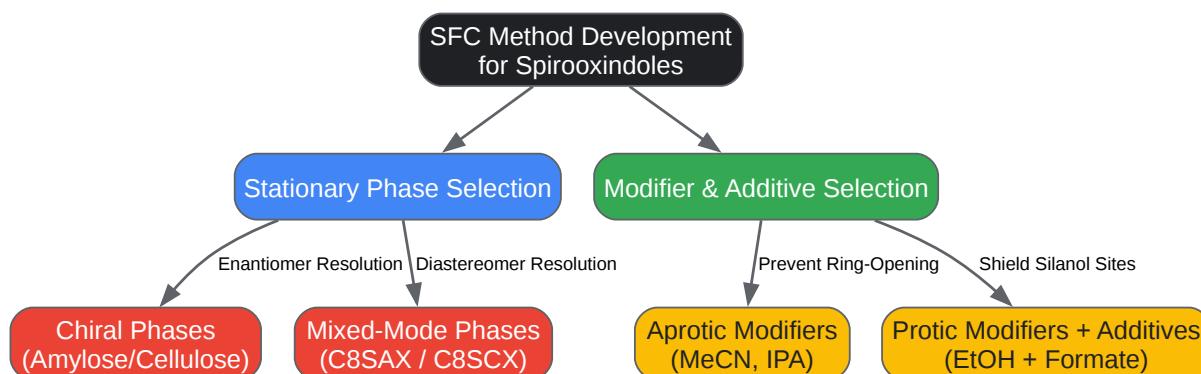 SFC Method Development
for Spirooxindoles
Stationary Phase Selection
Modifier & Additive Selection
Enantiomer Resolution
Diastereomer Resolution
Prevent Ring-Opening
Shield Silanol Sites
Chiral Phases
(Amylose/Cellulose)
Mixed-Mode Phases
(C8SAX / C8SCX)
Aprotic Modifiers
(MeCN, IPA)
Protic Modifiers + Additives
(EtOH + Formate)